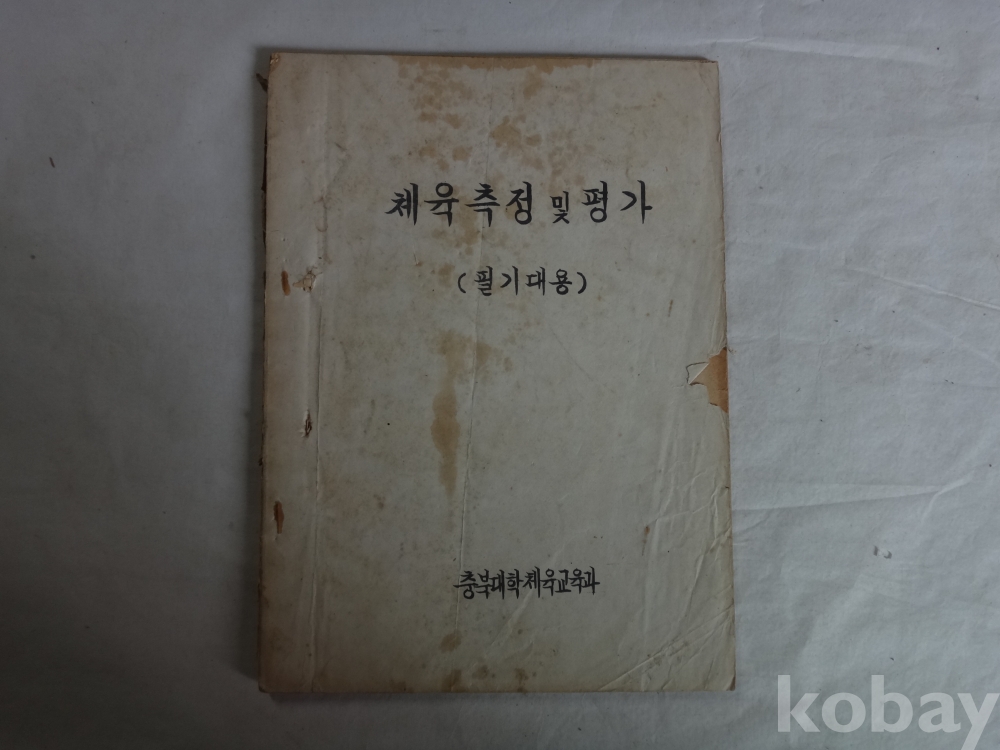 체육측정 및 평가
(필기대용)
충북대학체육교육과
kobay